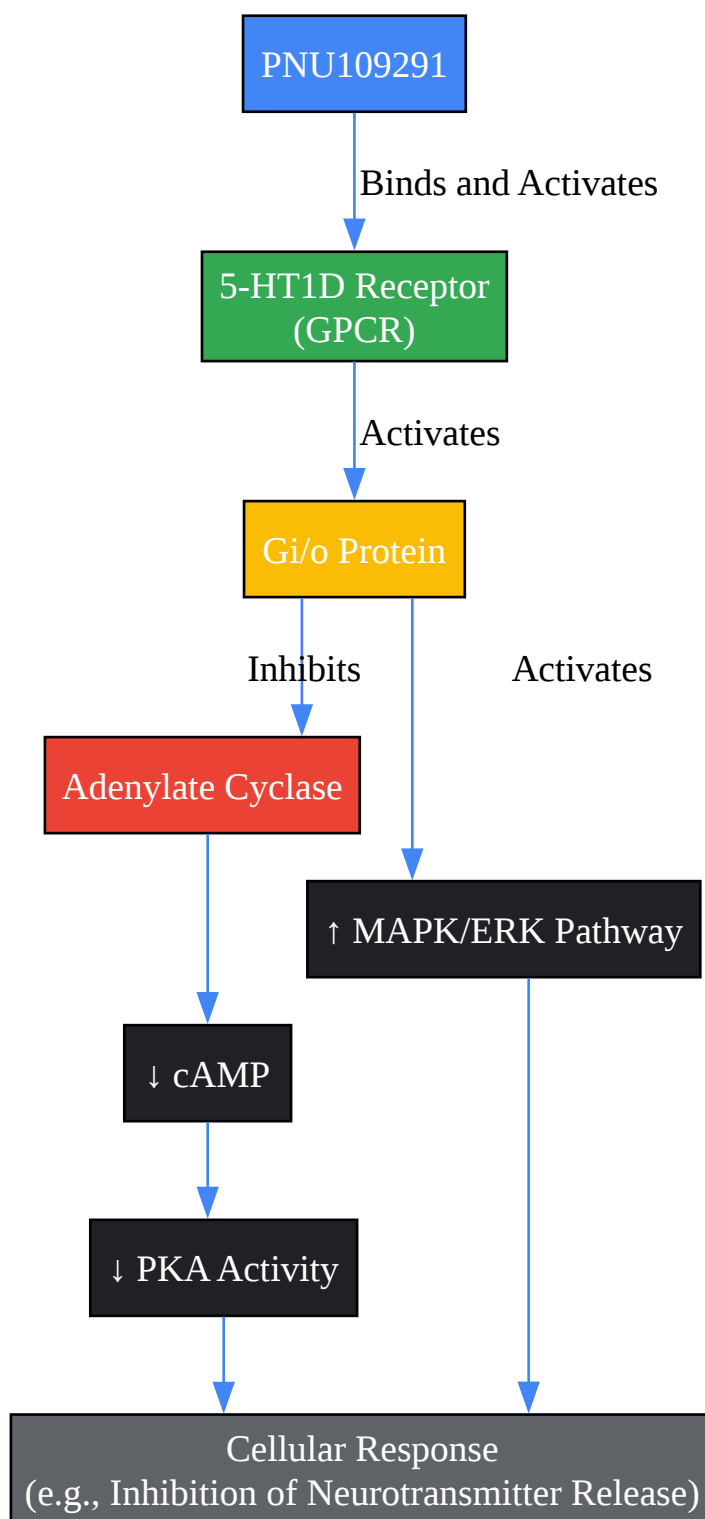 PNU109291
Binds and Activates
5-HT1D Receptor
(GPCR)
Activates
Gi/o Protein
Inhibits
Activates
Adenylate Cyclase
↑ MAPK/ERK Pathway
↓ cAMP
↓ PKA Activity
Cellular Response
(e.g., Inhibition of Neurotransmitter Release)